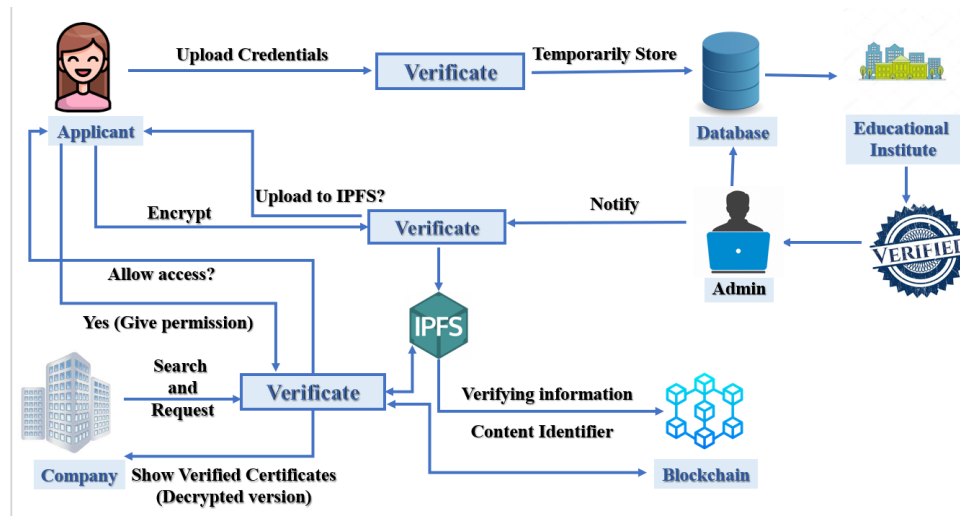 Upload Credentials
Verificate
Temporarily Store
Applicant
Database
Educational
Institute
Upload to IPFS?
Encrypt
Verificate
Notify
VERIFIED
Allow access?
Admin
IPFS
Yes (Give permission)
Search
and
Request
Verificate
Verifying information
Content Identifier
Company
Show Verified Certificates
(Decrypted version)
Blockchain